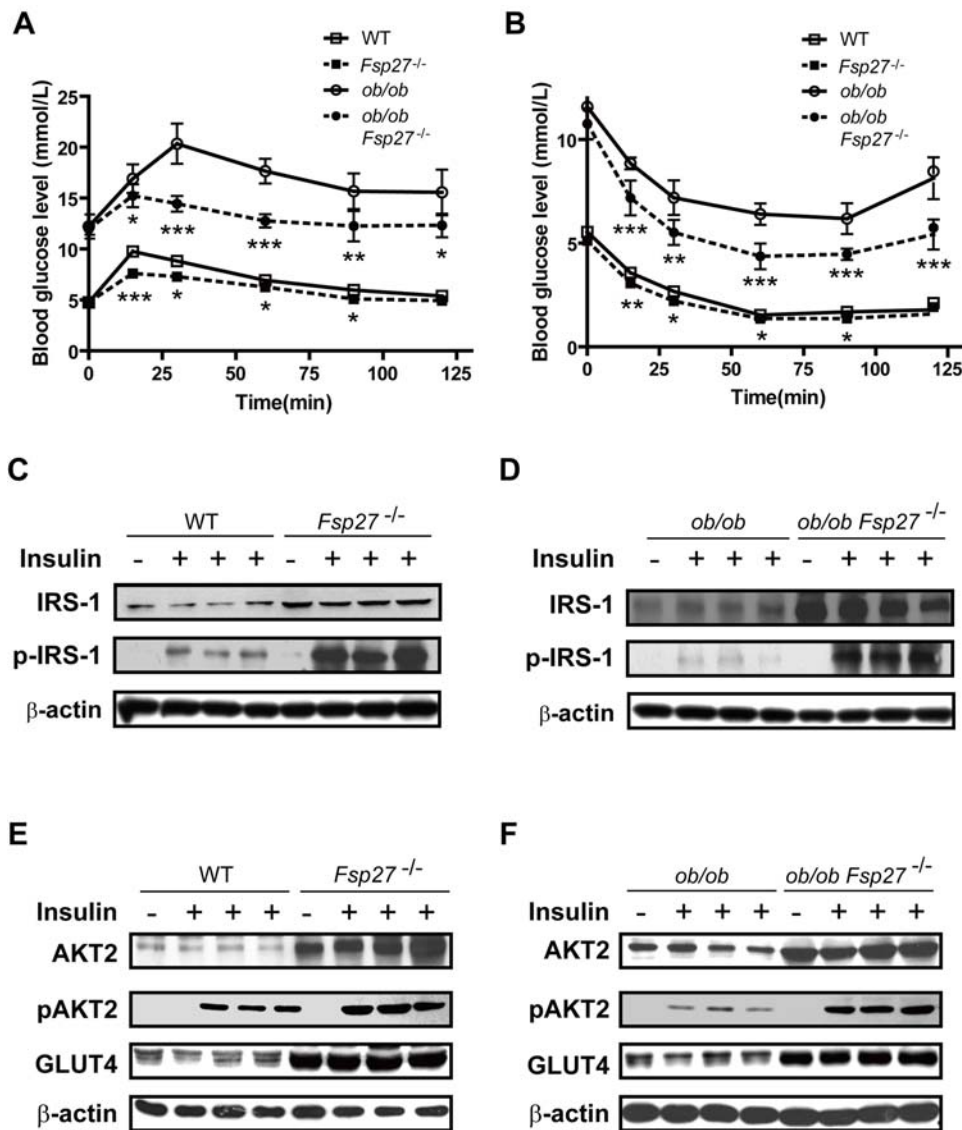 A
WT
Fsp27-/-
ob/ob
ob/ob
Fsp27-/-
Blood glucose level (mmol/L)
25
20
15
10
5
0
* *** *** ** *
*** * * *
0 25 50 75 100 125
Time(min)
B
WT
Fsp27-/-
ob/ob
ob/ob
Fsp27-/-
Blood glucose level (mmol/L)
10
5
0
*** ** *** *** ***
** * * *
0 25 50 75 100 125
Time(min)
C
WT Fsp27 -/-
Insulin - + + + - + + +
IRS-1
p-IRS-1
β-actin
D
ob/ob ob/ob Fsp27 -/-
Insulin - + + + - + + +
IRS-1
p-IRS-1
β-actin
E
WT Fsp27 -/-
Insulin - + + + - + + +
AKT2
pAKT2
GLUT4
β-actin
F
ob/ob ob/ob Fsp27 -/-
Insulin - + + + - + + +
AKT2
pAKT2
GLUT4
β-actin